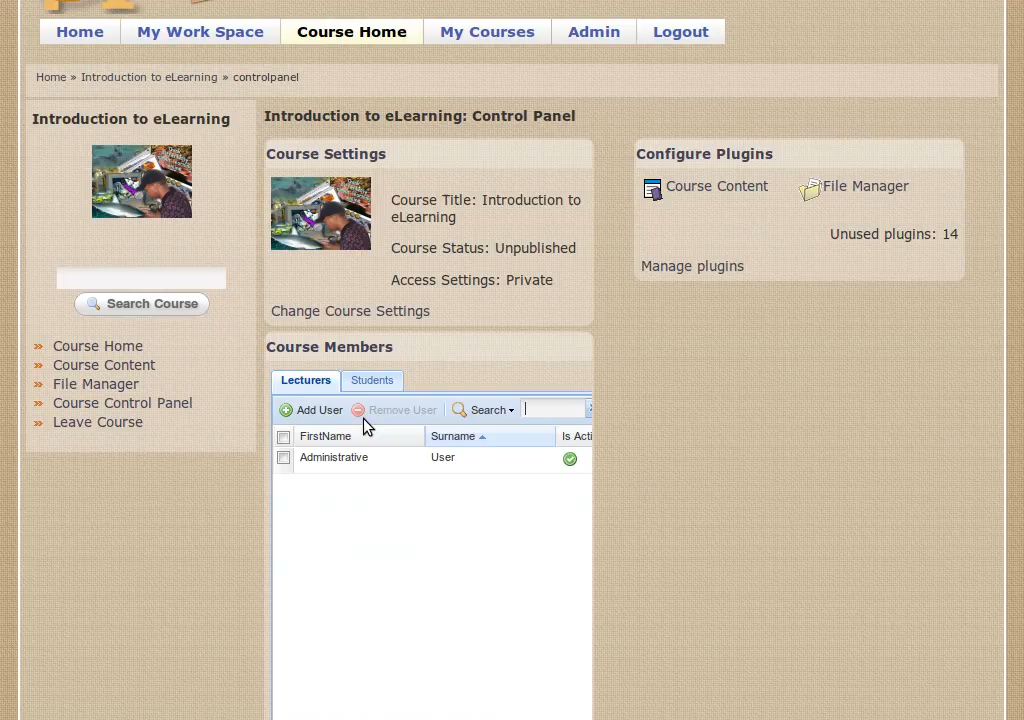 Home My Work Space Course Home My Courses Admin Logout
Home » Introduction to eLearning » controlpanel
Introduction to eLearning
Search Course
» Course Home
» Course Content
» File Manager
» Course Control Panel
» Leave Course
Introduction to eLearning: Control Panel
Course Settings
Course Title: Introduction to
eLearning
Course Status: Unpublished
Access Settings: Private
Change Course Settings
Course Members
Lecturers Students
Add User Remove User Search
FirstName Surname Is Acti
Administrative User
Configure Plugins
Course Content File Manager
Unused plugins: 14
Manage plugins